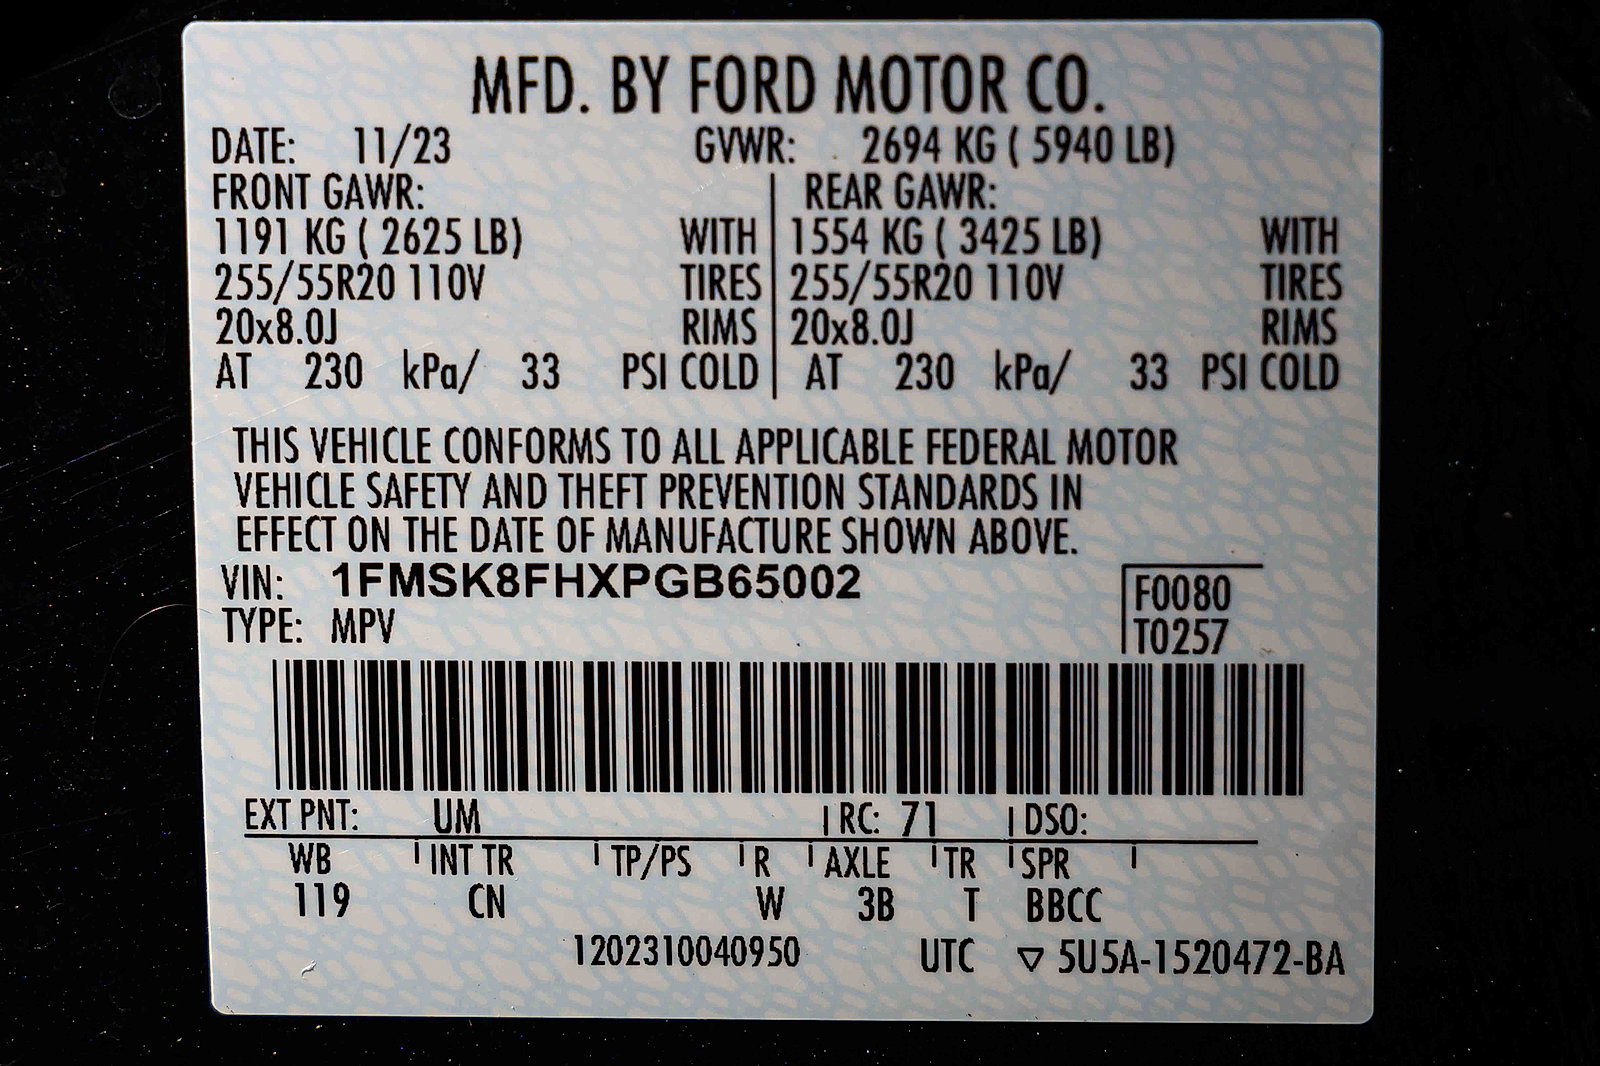 MFD. BY FORD MOTOR CO.
DATE: 11/23 GVWR: 2694 KG ( 5940 LB)
FRONT GAWR: REAR GAWR:
1191 KG ( 2625 LB) WITH 1554 KG ( 3425 LB) WITH
255/55R20 110V TIRES 255/55R20 110V TIRES
20x8.0J RIMS 20x8.0J RIMS
AT 230 kPa/ 33 PSI COLD AT 230 kPa/ 33 PSI COLD
THIS VEHICLE CONFORMS TO ALL APPLICABLE FEDERAL MOTOR
VEHICLE SAFETY AND THEFT PREVENTION STANDARDS IN
EFFECT ON THE DATE OF MANUFACTURE SHOWN ABOVE.
VIN: 1FMSK8FHXPGB65002 F0080
TYPE: MPV T0257
EXT PNT: UM RC: 71 DSO:
WB INT TR TP/PS R AXLE TR SPR
119 CN W 3B T BBCC
1202310040950 UTC ▽ 5U5A-1520472-BA